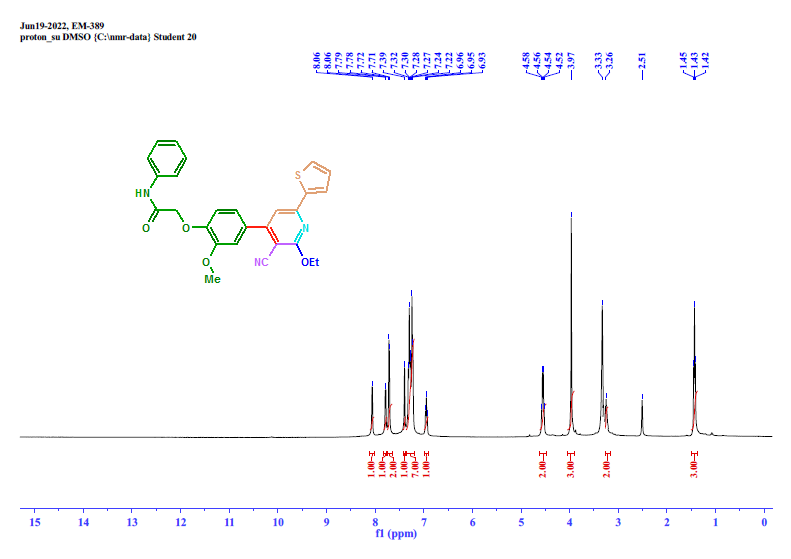 Jun19-2022, EM-389
proton_su DMSO {C:\nmr-data} Student 20
8.06
8.06
7.79
7.78
7.72
7.71
7.39
7.32
7.30
7.28
7.27
7.24
7.22
6.96
6.95
6.93
4.58
4.56
4.54
4.52
3.97
3.33
3.26
2.51
1.45
1.43
1.42
S
HN
O
O
N
O
NC
OEt
Me
1.00
1.00
2.00
1.00
7.00
1.00
2.00
3.00
2.00
3.00
15 14 13 12 11 10 9 8 7 6 5 4 3 2 1 0
f1 (ppm)